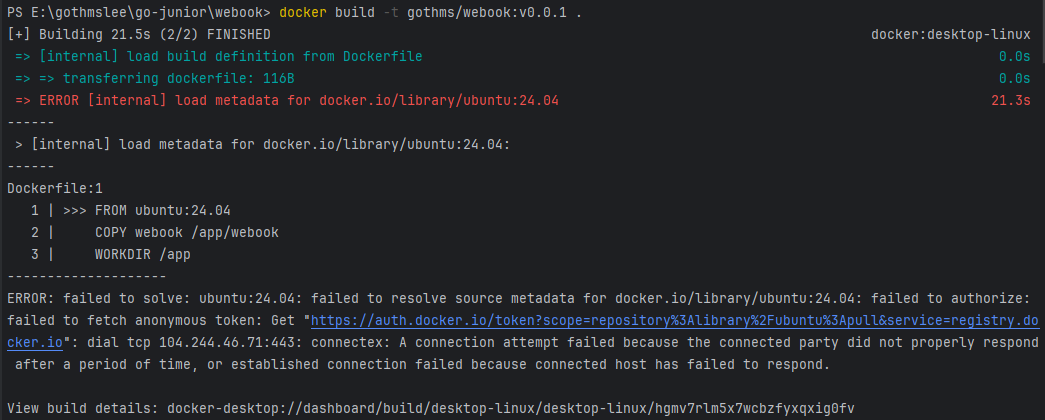 PS E:\gothmslee\go-junior\webook> docker build -t gothms/webook:v0.0.1 .
[+] Building 21.5s (2/2) FINISHED docker:desktop-linux
=> [internal] load build definition from Dockerfile 0.0s
=> => transferring dockerfile: 116B 0.0s
=> ERROR [internal] load metadata for docker.io/library/ubuntu:24.04 21.3s
------
> [internal] load metadata for docker.io/library/ubuntu:24.04:
------
Dockerfile:1
1 | >>> FROM ubuntu:24.04
2 | COPY webook /app/webook
3 | WORKDIR /app
--------------------
ERROR: failed to solve: ubuntu:24.04: failed to resolve source metadata for docker.io/library/ubuntu:24.04: failed to authorize:
failed to fetch anonymous token: Get "https://auth.docker.io/token?scope=repository%3Alibrary%2Fubuntu%3Apull&service=registry.do
cker.io": dial tcp 104.244.46.71:443: connectex: A connection attempt failed because the connected party did not properly respond
after a period of time, or established connection failed because connected host has failed to respond.
View build details: docker-desktop://dashboard/build/desktop-linux/desktop-linux/hgmv7rlm5x7wcbzfyxqxig0fv